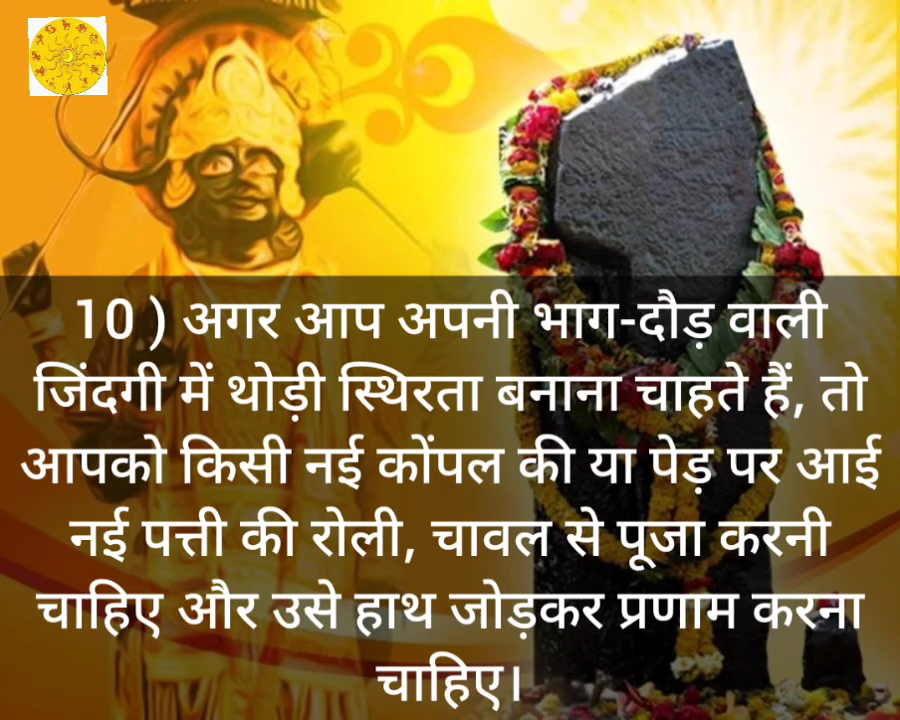 10 ) अगर आप अपनी भाग-दौड़ वाली
जिंदगी में थोड़ी स्थिरता बनाना चाहते हैं, तो
आपको किसी नई कोंपल की या पेड़ पर आई
नई पत्ती की रोली, चावल से पूजा करनी
चाहिए और उसे हाथ जोड़कर प्रणाम करना
चाहिए।